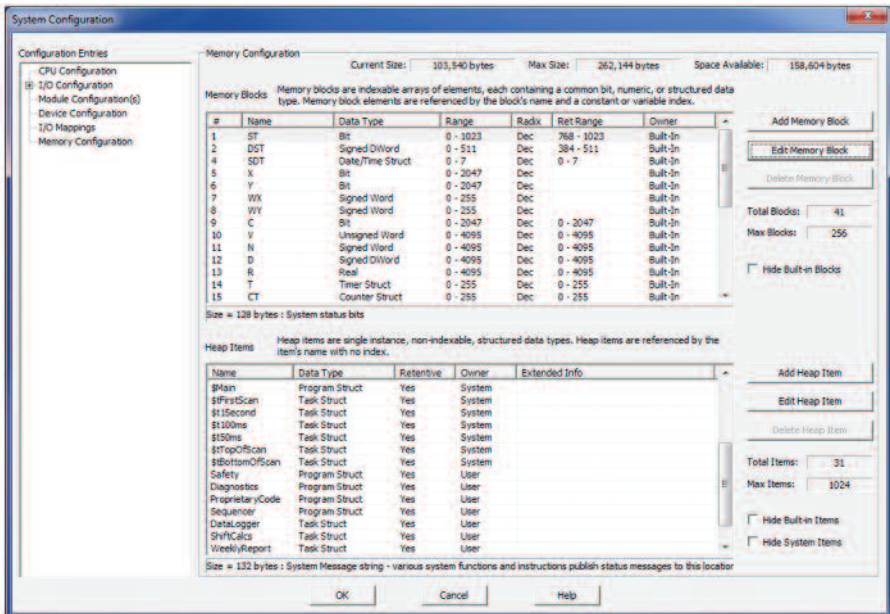 System Configuration
Configuration Entries
CPU Configuration
I/O Configuration
Module Configuration(s)
Device Configuration
I/O Mappings
Memory Configuration
Memory Configuration
Current Size: 103,540 bytes Max Size: 262,144 bytes Space Available: 158,604 bytes
Memory Blocks Memory blocks are indexable arrays of elements, each containing a common bit, numeric, or structured data
type. Memory block elements are referenced by the block's name and a constant or variable index.
# Name Data Type Range Radix Ret Range Owner
1 ST Bit 0 - 1023 Dec 768 - 1023 Built-In
2 DST Signed DWord 0 - 511 Dec 384 - 511 Built-In
4 SDT Date/Time Struct 0 - 7 Dec 0 - 7 Built-In
5 X Bit 0 - 2047 Dec Built-In
6 Y Bit 0 - 2047 Dec Built-In
7 WX Signed Word 0 - 255 Dec Built-In
8 WY Signed Word 0 - 255 Dec Built-In
9 C Bit 0 - 2047 Dec 0 - 2047 Built-In
10 V Unsigned Word 0 - 4095 Dec 0 - 4095 Built-In
11 N Signed Word 0 - 4095 Dec 0 - 4095 Built-In
12 D Signed DWord 0 - 4095 Dec 0 - 4095 Built-In
13 R Real 0 - 4095 Dec 0 - 4095 Built-In
14 T Timer Struct 0 - 255 Dec 0 - 255 Built-In
15 CT Counter Struct 0 - 255 Dec 0 - 255 Built-In
Size = 128 bytes : System status bits
Add Memory Block
Edit Memory Block
Delete Memory Block
Total Blocks: 41
Max Blocks: 256
Hide Built-in Blocks
Heap Items Heap items are single instance, non-indexable, structured data types. Heap items are referenced by the
item's name with no index.
Name Data Type Retentive Owner Extended Info
$Main Program Struct Yes System
$tFirstScan Task Struct Yes System
$t1Second Task Struct Yes System
$t100ms Task Struct Yes System
$t50ms Task Struct Yes System
$tTopOfScan Task Struct Yes System
$tBottomOfScan Task Struct Yes System
Safety Program Struct Yes User
Diagnostics Program Struct Yes User
ProprietaryCode Program Struct Yes User
Sequencer Program Struct Yes User
DataLogger Task Struct Yes User
ShiftCalcs Task Struct Yes User
WeeklyReport Task Struct Yes User
Size = 132 bytes : System Message string - various system functions and instructions publish status messages to this location
Add Heap Item
Edit Heap Item
Delete Heap Item
Total Items: 31
Max Items: 1024
Hide Built-in Items
Hide System Items
OK Cancel Help